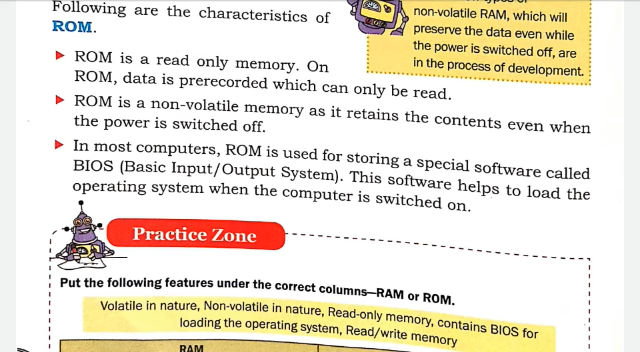 Following are the characteristics of
ROM.
non-volatile RAM, which will
preserve the data even while
the power is switched off, are
in the process of development.
ROM is a read only memory. On
ROM, data is prerecorded which can only be read.
ROM is a non-volatile memory as it retains the contents even when
the power is switched off.
In most computers, ROM is used for storing a special software called
BIOS (Basic Input/Output System). This software helps to load the
operating system when the computer is switched on.
Practice Zone
Put the following features under the correct columns—RAM or ROM.
Volatile in nature, Non-volatile in nature, Read-only memory, contains BIOS for
loading the operating system, Read/write memory
RAM